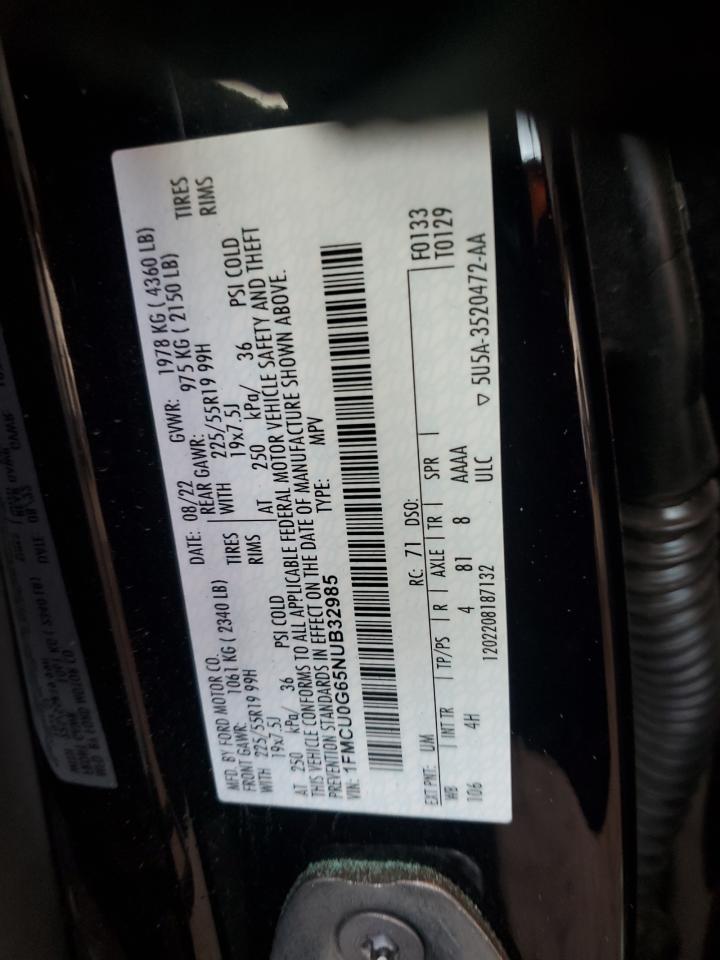 MFD. BY FORD MOTOR CO. DATE: 08/22 GVWR: 1978 KG ( 4360 LB)
FRONT GAWR: 1061 KG ( 2340 LB) REAR GAWR: 975 KG ( 2150 LB)
WITH 225/55R19 99H TIRES WITH 225/55R19 99H TIRES
19x7.5J RIMS 19x7.5J RIMS
AT 250 kPa/ 36 PSI COLD AT 250 kPa/ 36 PSI COLD
THIS VEHICLE CONFORMS TO ALL APPLICABLE FEDERAL MOTOR VEHICLE SAFETY AND THEFT
PREVENTION STANDARDS IN EFFECT ON THE DATE OF MANUFACTURE SHOWN ABOVE.
VIN: 1FMCU0G65NUB32985 TYPE: MPV
EXT PNT: UM RC: 71 DSO: F0133
WB INT TR TP/PS R AXLE TR SPR T0129
106 4H 4 81 8 AAAA
1202208187132 ULC ▽ 5U5A-3520472-AA